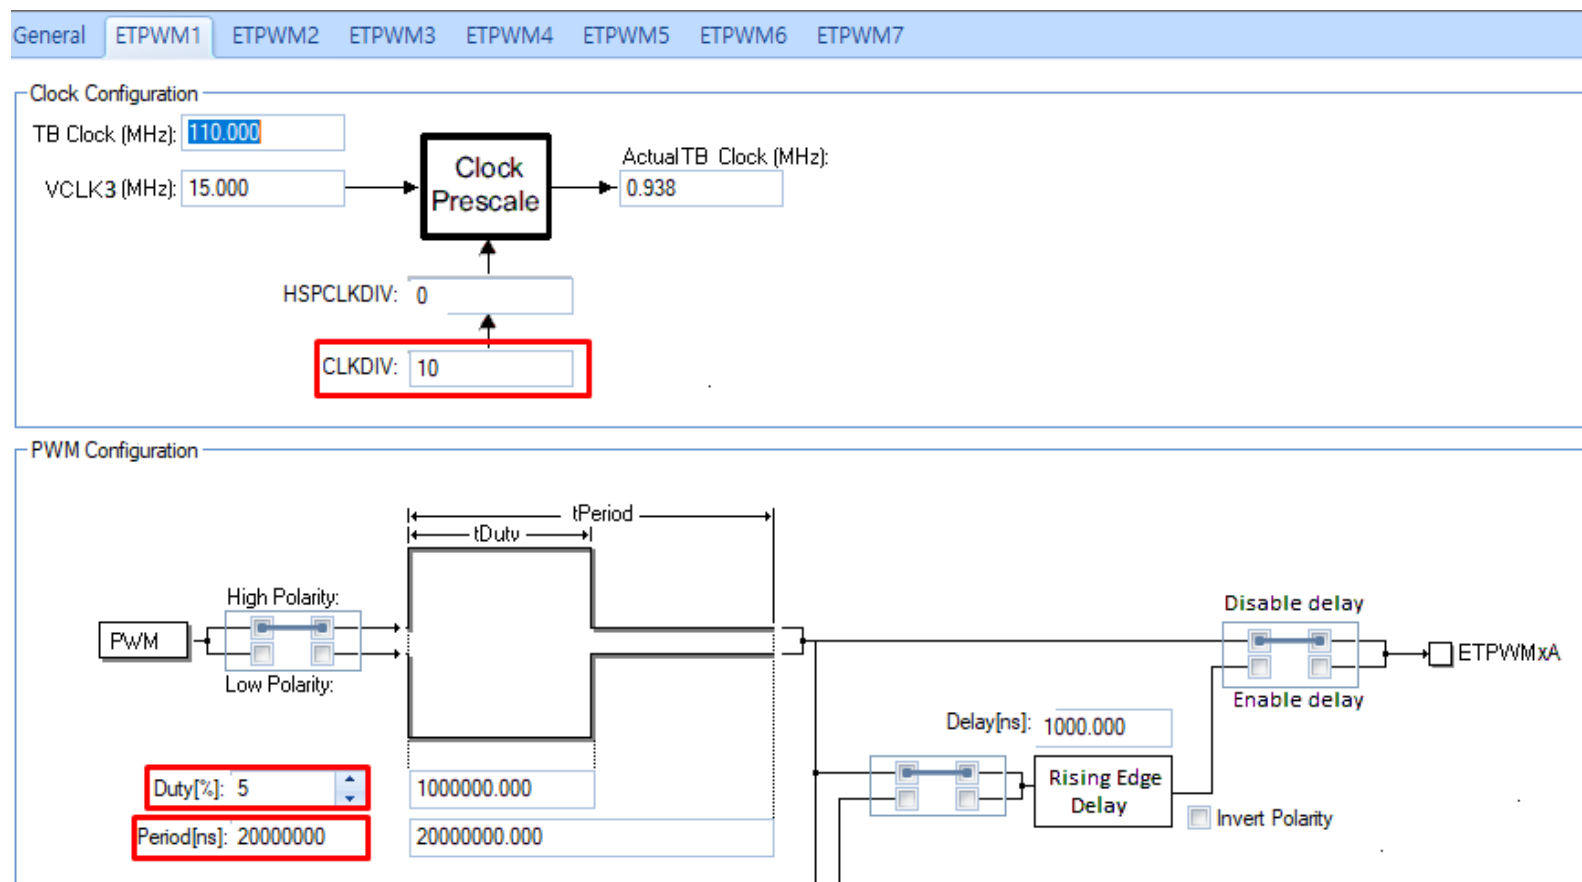 General ETPWM1 ETPWM2 ETPWM3 ETPWM4 ETPWM5 ETPWM6 ETPWM7
Clock Configuration
TB Clock (MHz): 110.000
VCLK3 (MHz): 15.000
Clock
Prescale
Actual TB Clock (MHz):
0.938
HSPCLKDIV: 0
CLKDIV: 10
PWM Configuration
tPeriod
tDuty
High Polarity:
PWM
Low Polarity:
Disable delay
ETPWMxA
Enable delay
Delay[ns]: 1000.000
Rising Edge
Delay
Invert Polarity
Duty[%]: 5
1000000.000
Period[ns]: 20000000
20000000.000